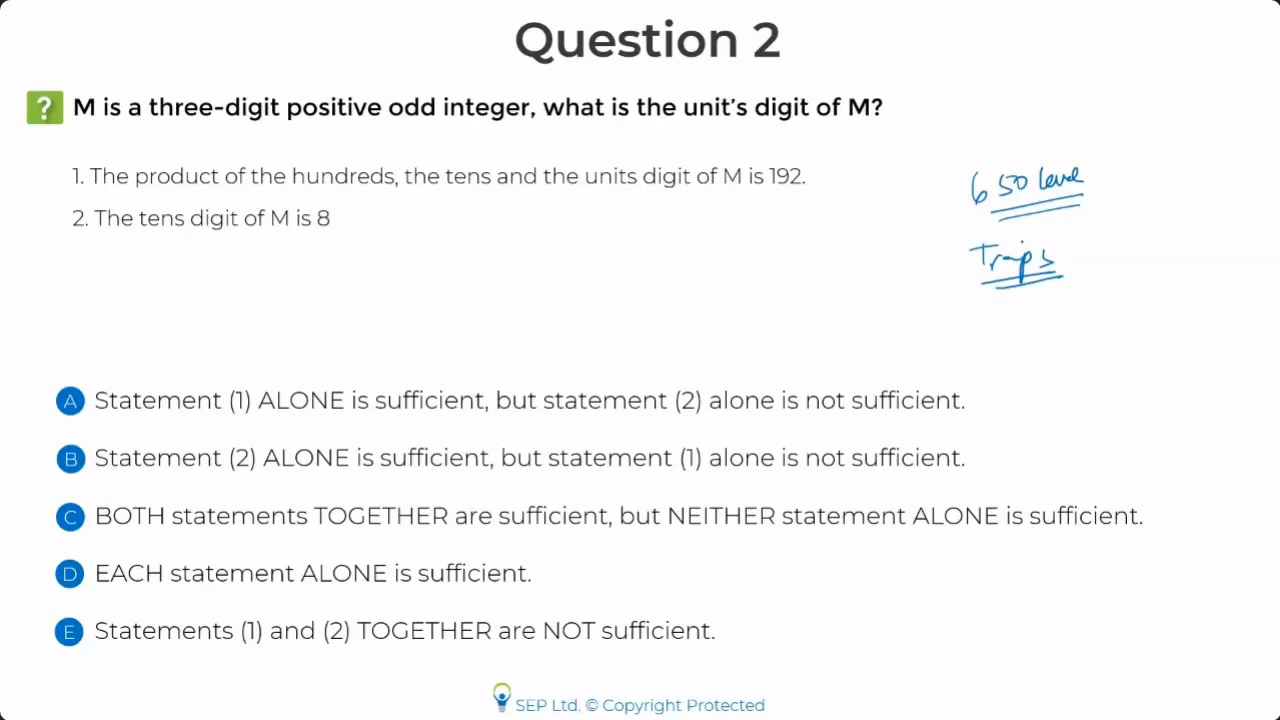 Question 2
? M is a three-digit positive odd integer, what is the unit's digit of M?
1. The product of the hundreds, the tens and the units digit of M is 192.
2. The tens digit of M is 8
650 level
Traps
A Statement (1) ALONE is sufficient, but statement (2) alone is not sufficient.
B Statement (2) ALONE is sufficient, but statement (1) alone is not sufficient.
C BOTH statements TOGETHER are sufficient, but NEITHER statement ALONE is sufficient.
D EACH statement ALONE is sufficient.
E Statements (1) and (2) TOGETHER are NOT sufficient.
SEP Ltd. © Copyright Protected